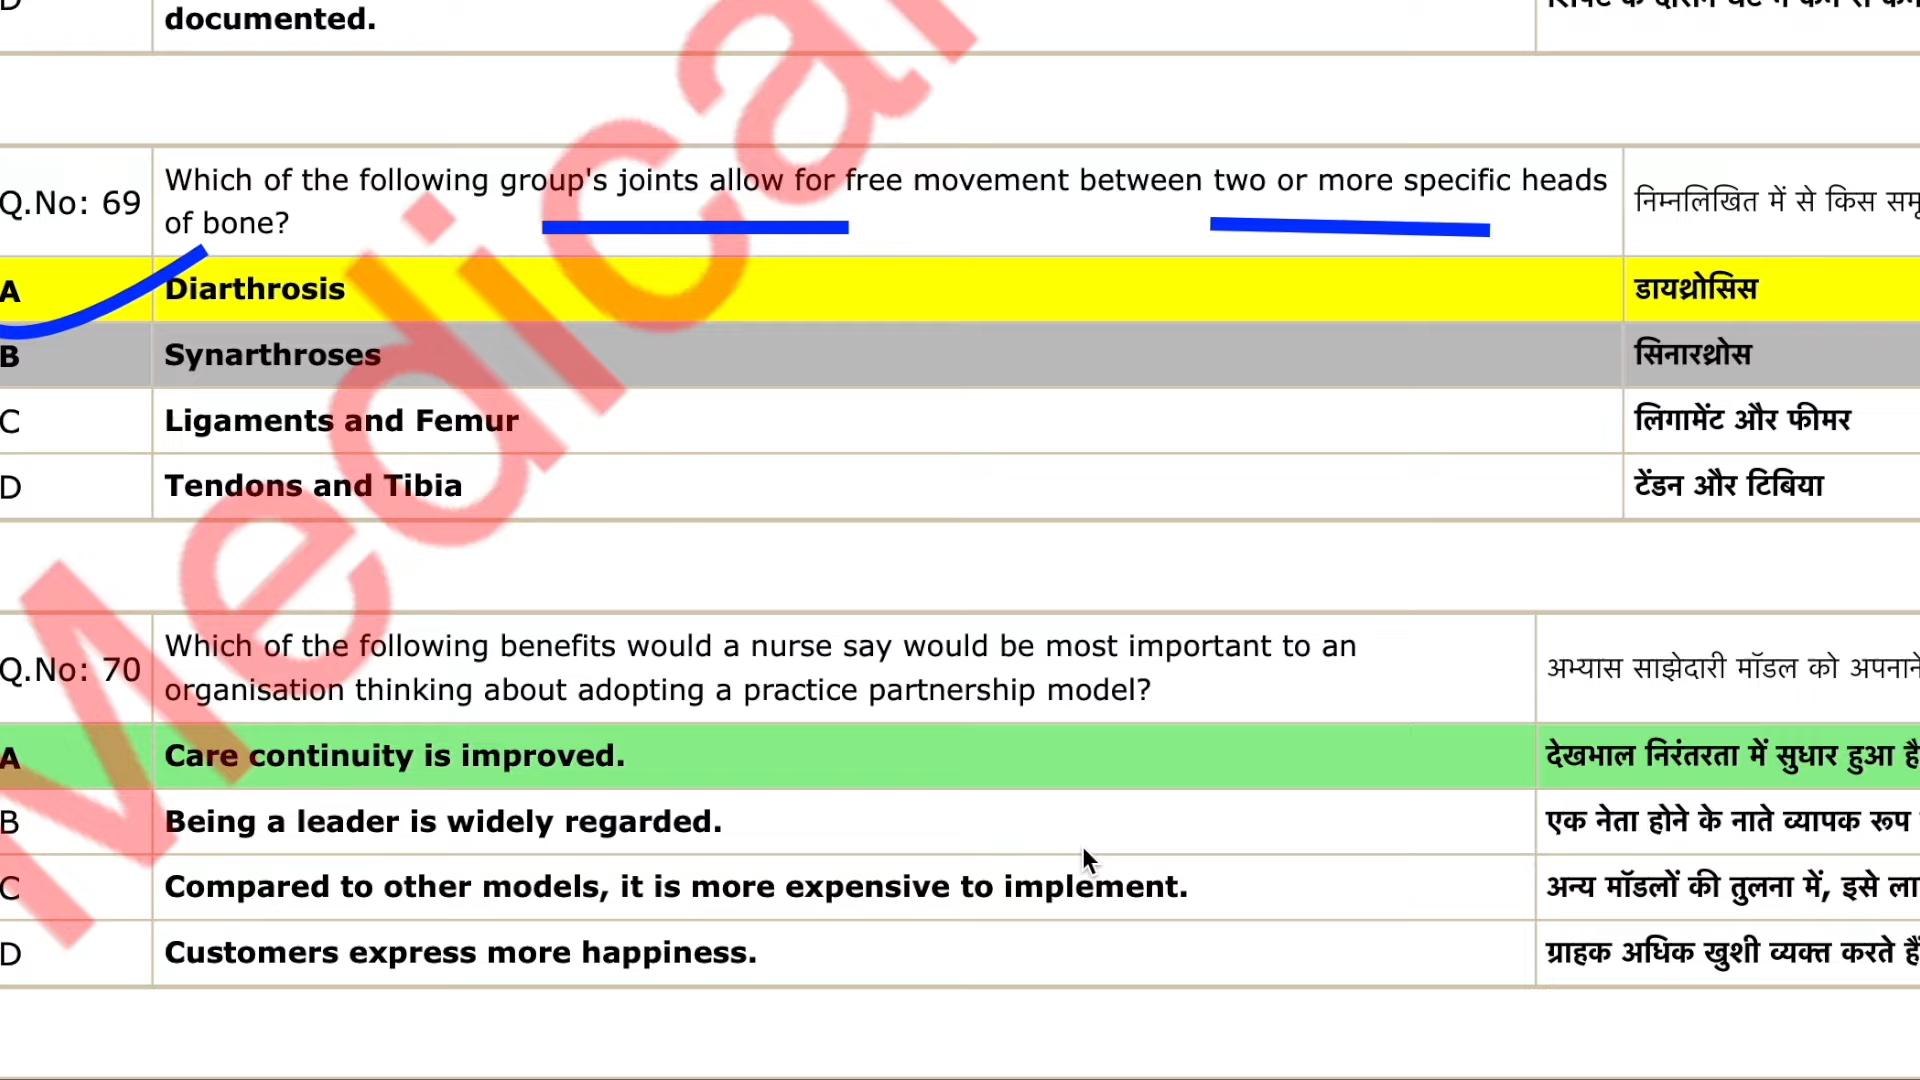 documented.
Q.No: 69
Which of the following group's joints allow for free movement between two or more specific heads
of bone?
निम्नलिखित में से किस
A Diarthrosis डायथ्रोसिस
B Synarthroses सिनारथ्रोस
C Ligaments and Femur लिगामेंट और फीमर
D Tendons and Tibia टेंडन और टिबिया
Q.No: 70
Which of the following benefits would a nurse say would be most important to an
organisation thinking about adopting a practice partnership model?
अभ्यास साझेदारी मॉडल को
A Care continuity is improved. देखभाल निरंतरता में सुधार हुआ है
B Being a leader is widely regarded. एक नेता होने के नाते व्यापक रूप
C Compared to other models, it is more expensive to implement. अन्य मॉडलों की तुलना में, इसे
D Customers express more happiness. ग्राहक अधिक खुशी व्यक्त करते हैं
Medical